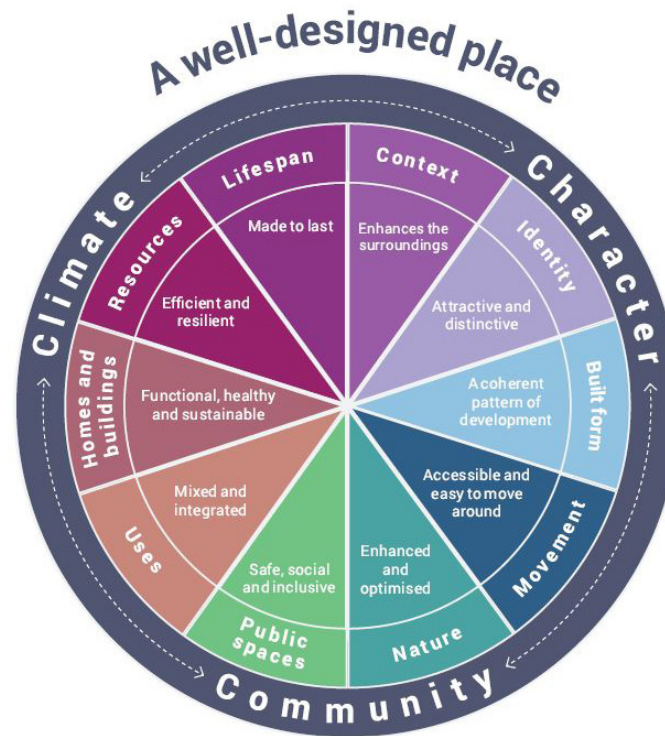 A well-designed place
Climate
Character
Community
Context
Enhances the
surroundings
Identity
Attractive and
distinctive
Built form
A coherent
pattern of
development
Movement
Accessible and
easy to move
around
Nature
Enhanced
and
optimised
Public
spaces
Safe, social
and inclusive
Uses
Mixed and
integrated
Homes and
buildings
Functional, healthy
and sustainable
Resources
Efficient and
resilient
Lifespan
Made to last